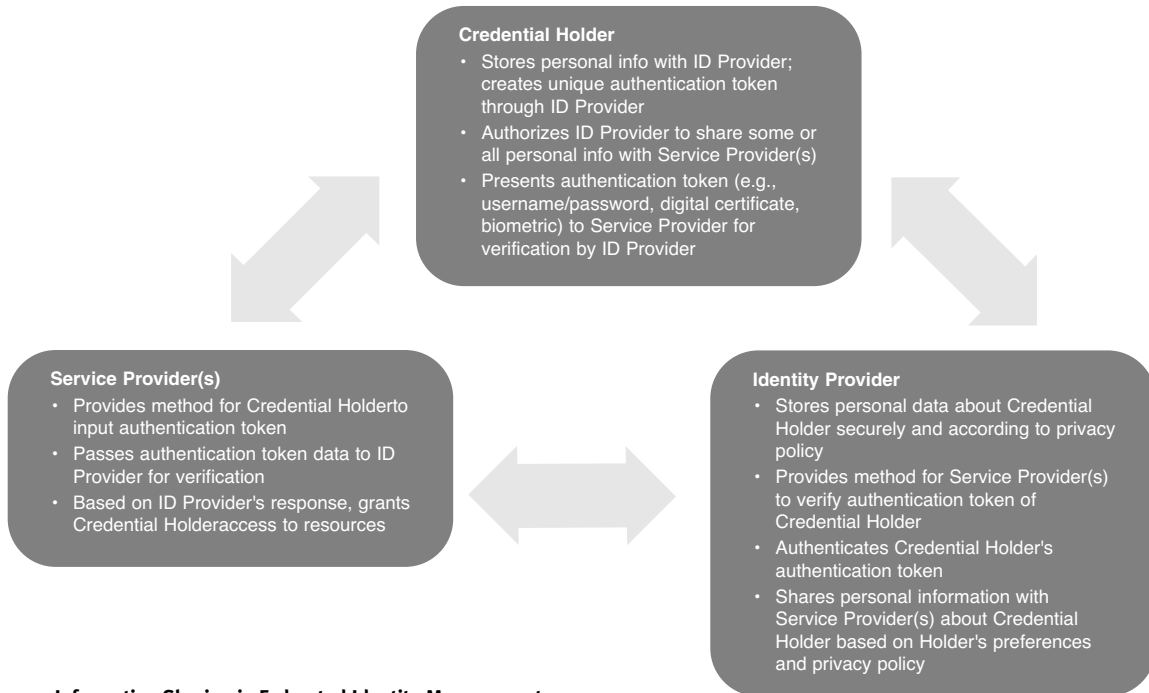 Credential Holder
• Stores personal info with ID Provider;
creates unique authentication token
through ID Provider
• Authorizes ID Provider to share some or
all personal info with Service Provider(s)
• Presents authentication token (e.g.,
username/password, digital certificate,
biometric) to Service Provider for
verification by ID Provider
Service Provider(s)
• Provides method for Credential Holderto
input authentication token
• Passes authentication token data to ID
Provider for verification
• Based on ID Provider's response, grants
Credential Holderaccess to resources
Identity Provider
• Stores personal data about Credential
Holder securely and according to privacy
policy
• Provides method for Service Provider(s)
to verify authentication token of
Credential Holder
• Authenticates Credential Holder's
authentication token
• Shares personal information with
Service Provider(s) about Credential
Holder based on Holder's preferences
and privacy policy